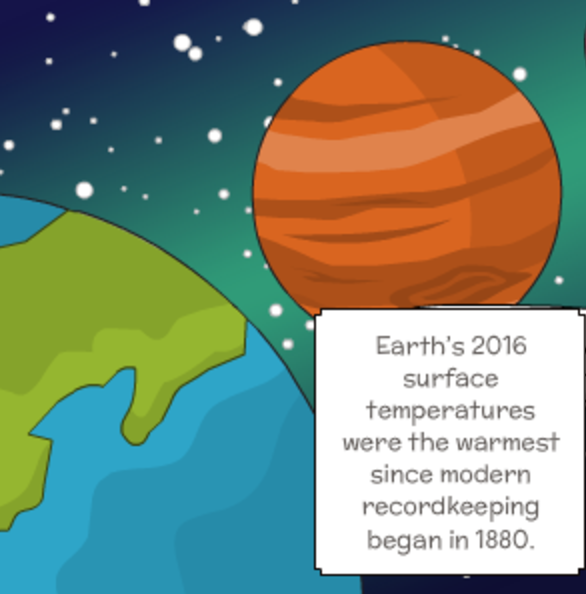 Earth's 2016
surface
temperatures
were the warmest
since modern
recordkeeping
began in 1880.